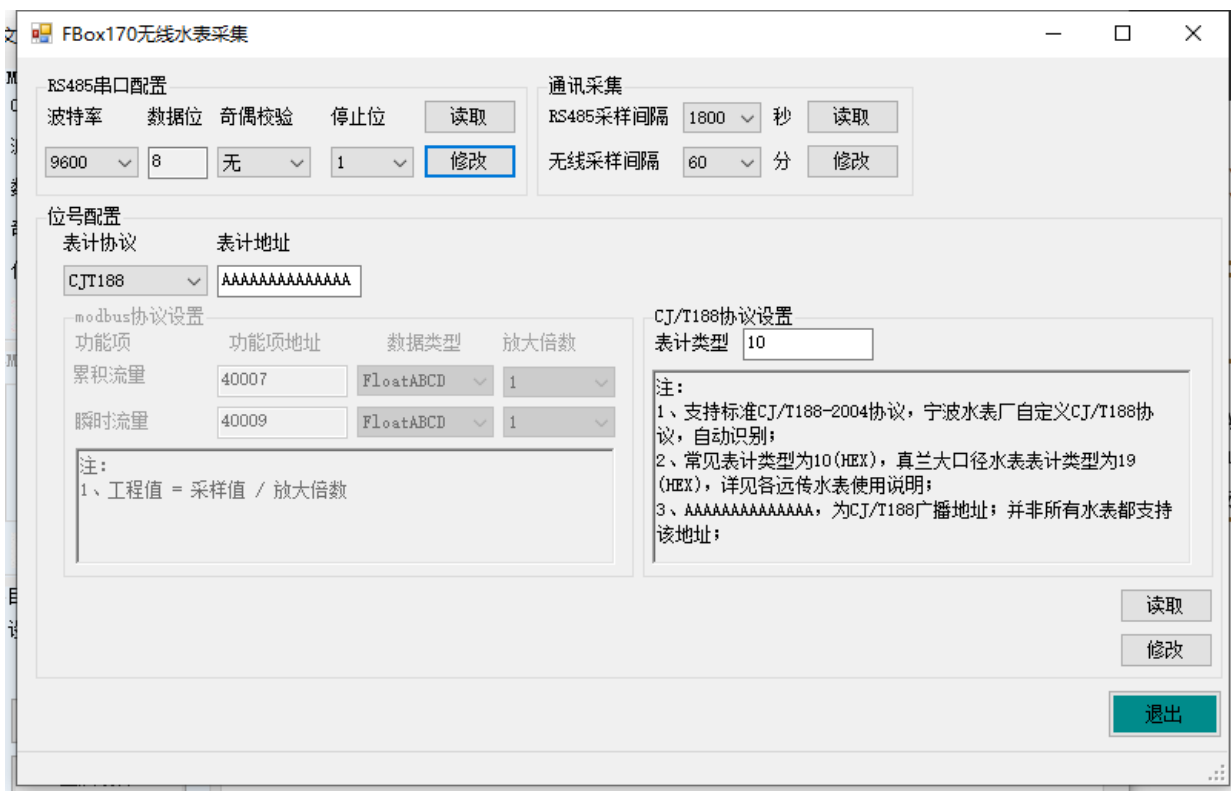 FBox170无线水表采集
RS485串口配置
波特率 数据位 奇偶校验 停止位 读取
9600 8 无 1 修改
通讯采集
RS485采样间隔 1800 秒 读取
无线采样间隔 60 分 修改
位号配置
表计协议 表计地址
CJT188 AAAAAAAAAAAAAA
modbus协议设置
功能项 功能项地址 数据类型 放大倍数
累积流量 40007 FloatABCD 1
瞬时流量 40009 FloatABCD 1
注:
1、工程值 = 采样值 / 放大倍数
CJ/T188协议设置
表计类型 10
注:
1、支持标准CJ/T188-2004协议，宁波水表厂自定义CJ/T188协
议，自动识别；
2、常见表计类型为10(HEX)，真兰大口径水表表计类型为19
(HEX)，详见各远传水表使用说明；
3、AAAAAAAAAAAAAA，为CJ/T188广播地址；并非所有水表都支持
该地址；
读取
修改
退出